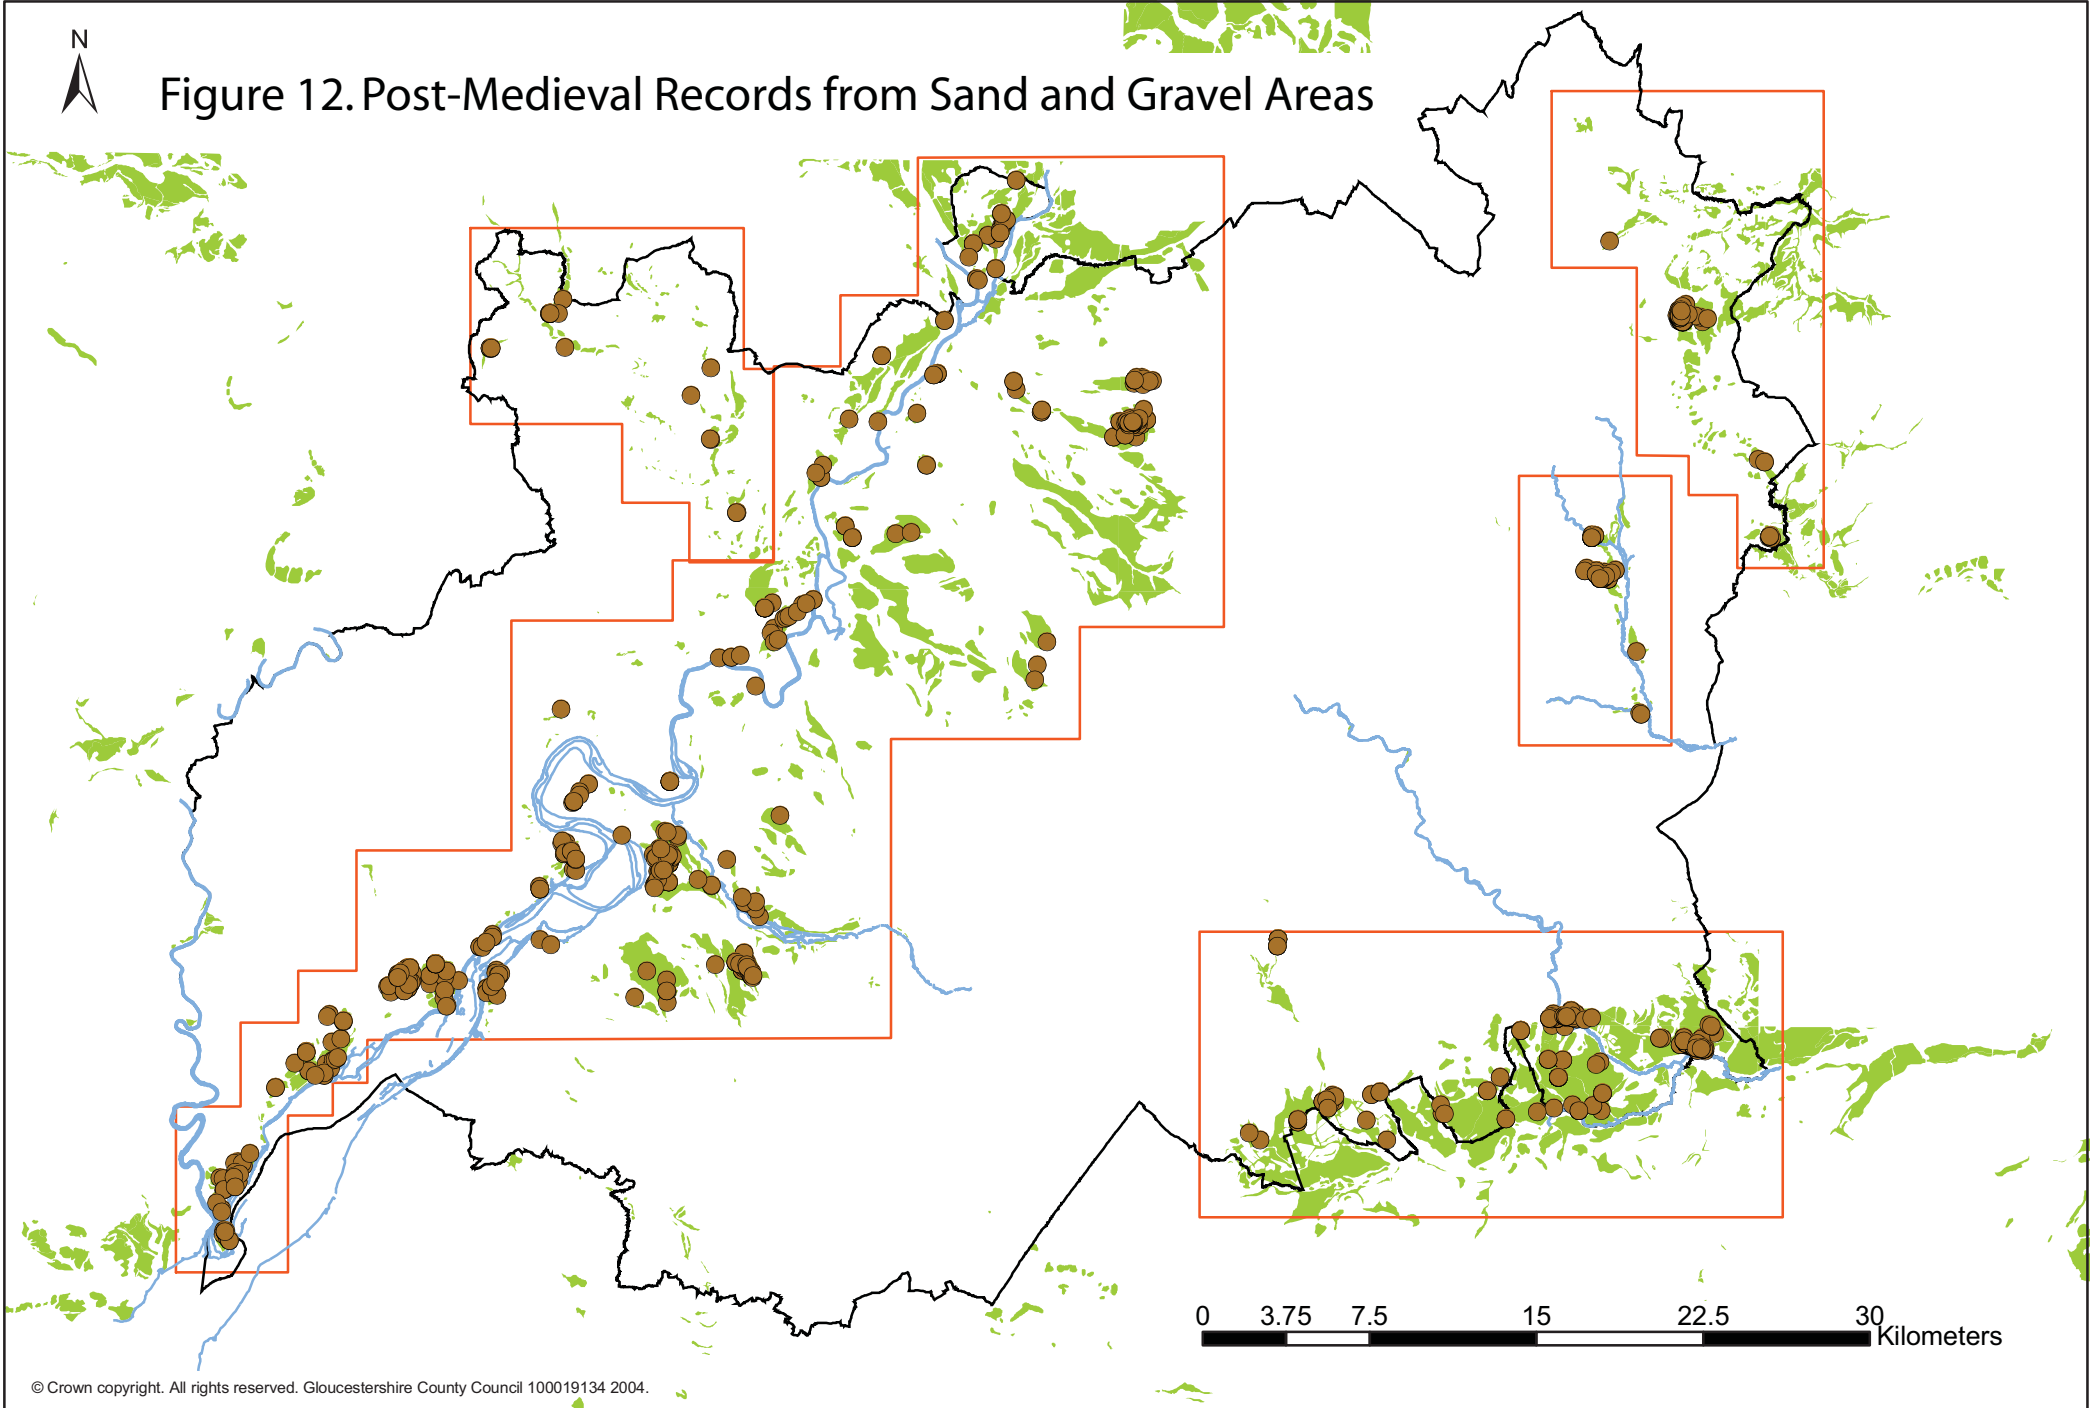 N
Figure 12. Post-Medieval Records from Sand and Gravel Areas
0 3.75 7.5 15 22.5 30
Kilometers
© Crown copyright. All rights reserved. Gloucestershire County Council 100019134 2004.